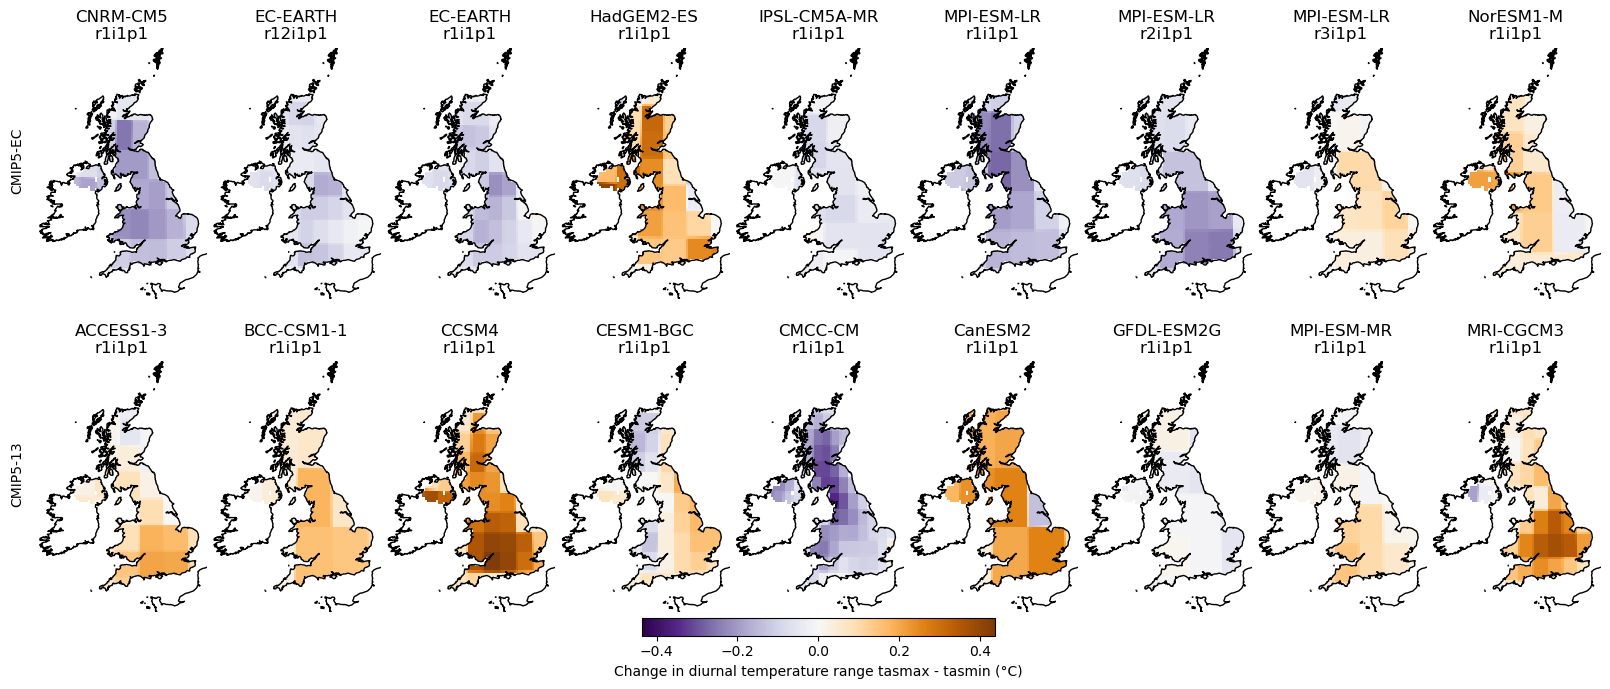 CNRM-CM5 EC-EARTH EC-EARTH HadGEM2-ES IPSL-CM5A-MR MPI-ESM-LR MPI-ESM-LR MPI-ESM-LR NorESM1-M
r1i1p1 r12i1p1 r1i1p1 r1i1p1 r1i1p1 r1i1p1 r2i1p1 r3i1p1 r1i1p1
CMIP5-EC
ACCESS1-3 BCC-CSM1-1 CCSM4 CESM1-BGC CMCC-CM CanESM2 GFDL-ESM2G MPI-ESM-MR MRI-CGCM3
r1i1p1 r1i1p1 r1i1p1 r1i1p1 r1i1p1 r1i1p1 r1i1p1 r1i1p1 r1i1p1
CMIP5-13
−0.4 −0.2 0.0 0.2 0.4
Change in diurnal temperature range tasmax - tasmin (°C)